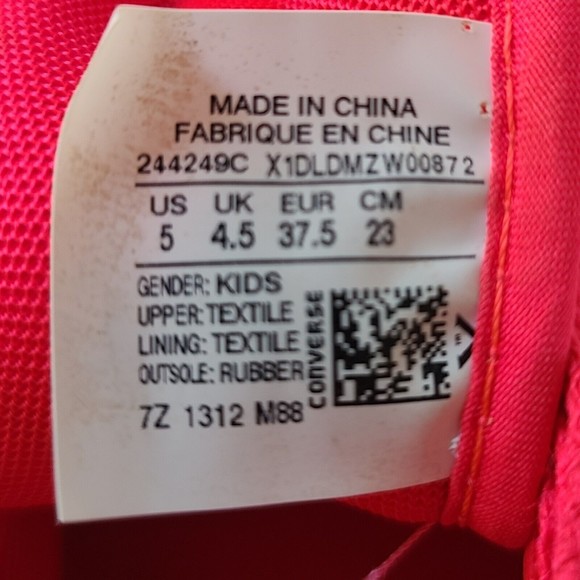 MADE IN CHINA
FABRIQUE EN CHINE
244249C X1DLDMZW00872
US UK EUR CM
5 4.5 37.5 23
GENDER: KIDS
UPPER: TEXTILE
LINING: TEXTILE
OUTSOLE: RUBBER
CONVERSE
7Z 1312 M88